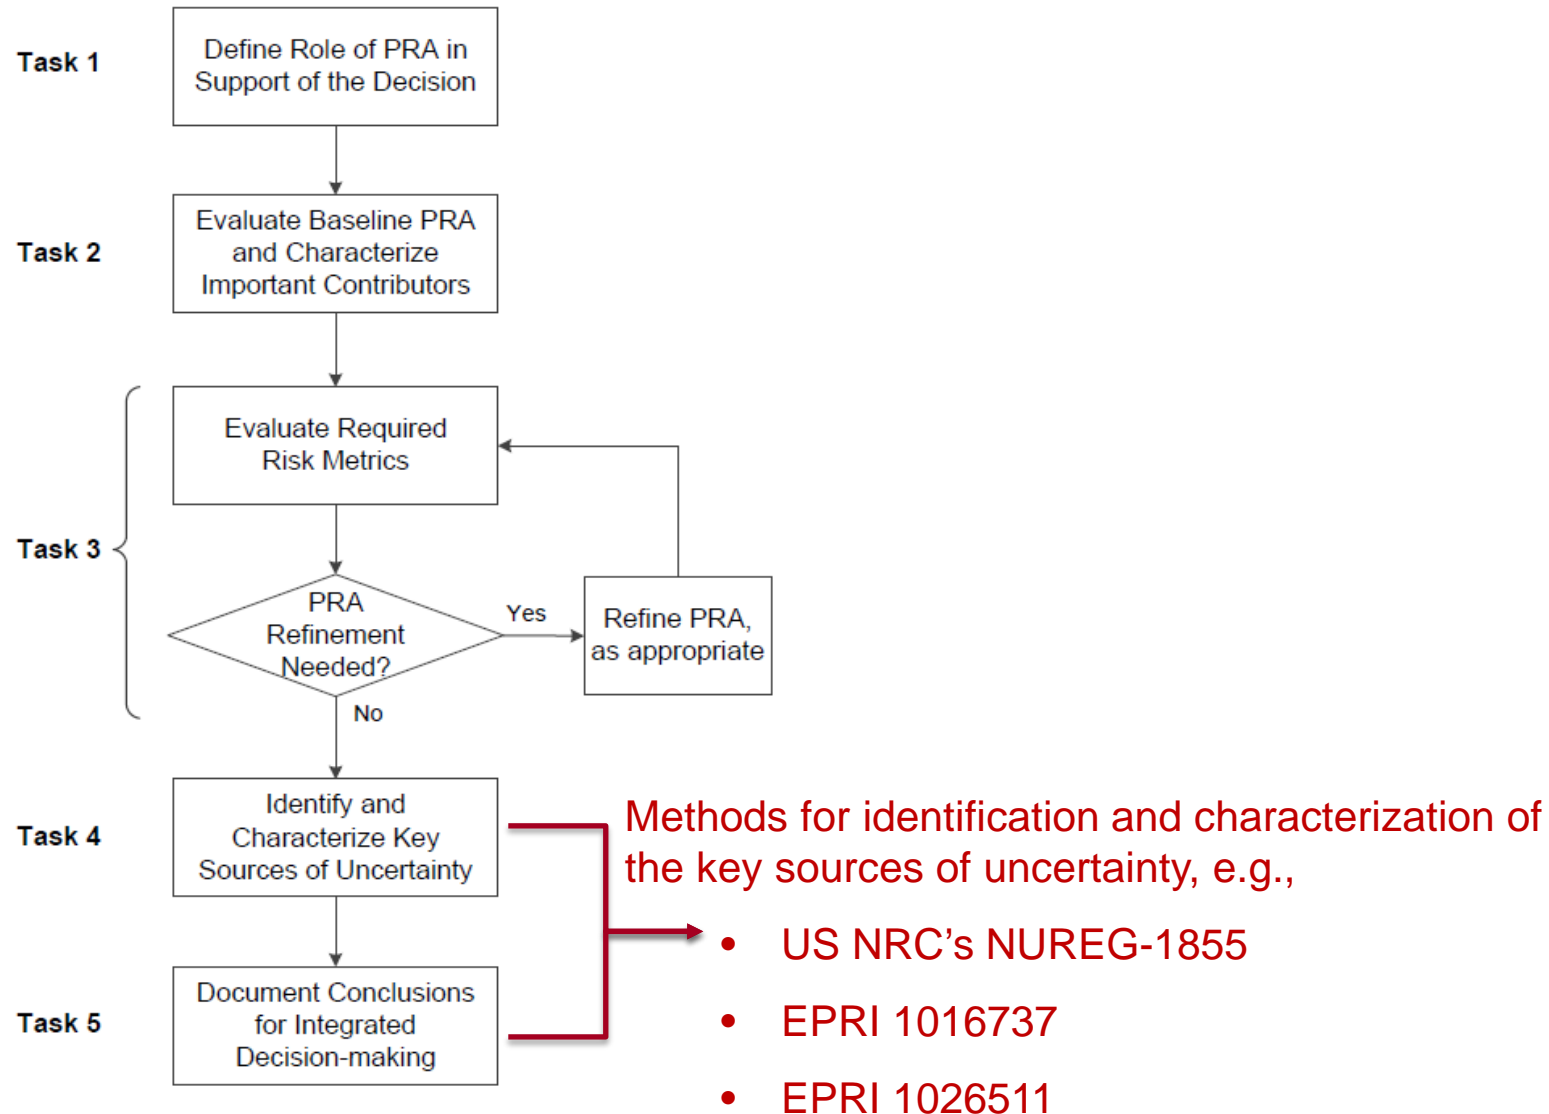 Task 1
Define Role of PRA in
Support of the Decision
Task 2
Evaluate Baseline PRA
and Characterize
Important Contributors
Task 3
Evaluate Required
Risk Metrics
PRA
Refinement
Needed?
Yes
Refine PRA,
as appropriate
No
Task 4
Identify and
Characterize Key
Sources of Uncertainty
Task 5
Document Conclusions
for Integrated
Decision-making
Methods for identification and characterization of
the key sources of uncertainty, e.g.,
• US NRC’s NUREG-1855
• EPRI 1016737
• EPRI 1026511